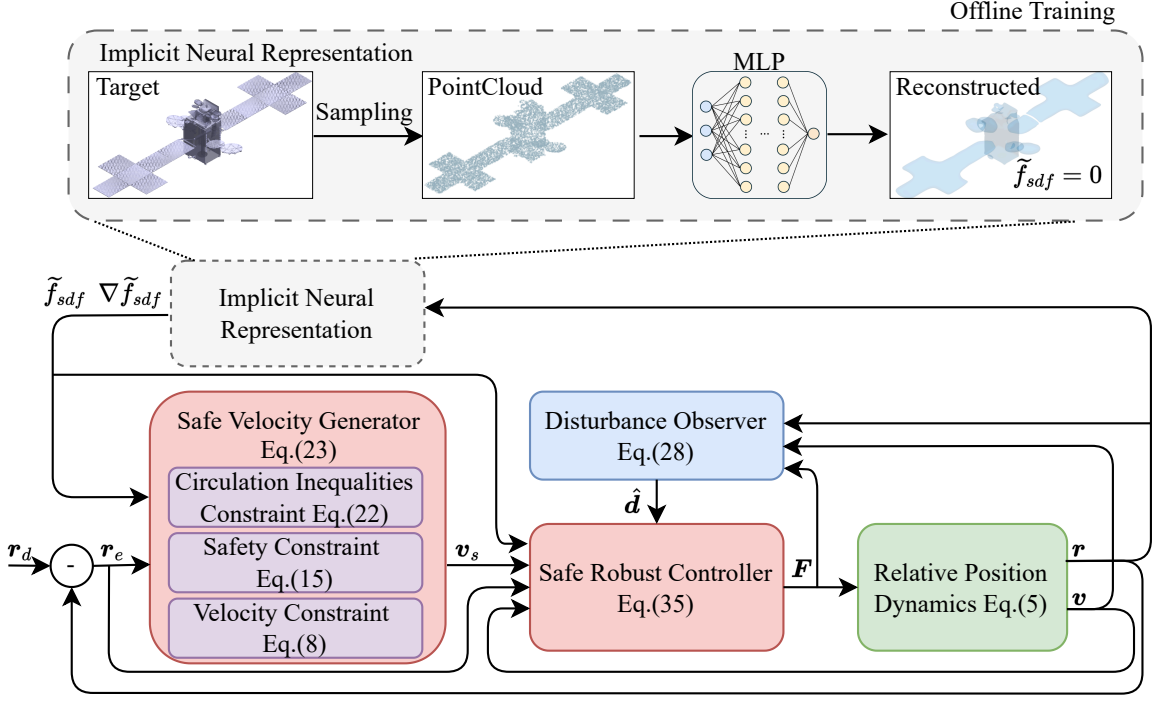 Offline Training
Implicit Neural Representation
Target
Sampling
PointCloud
MLP
Reconstructed
f̃_sdf = 0
f̃_sdf ∇f̃_sdf
Implicit Neural
Representation
Safe Velocity Generator
Eq.(23)
Circulation Inequalities
Constraint Eq.(22)
Safety Constraint
Eq.(15)
Velocity Constraint
Eq.(8)
Disturbance Observer
Eq.(28)
d̂
r_d
-
r_e
v_s
Safe Robust Controller
Eq.(35)
F
Relative Position
Dynamics Eq.(5)
r
v